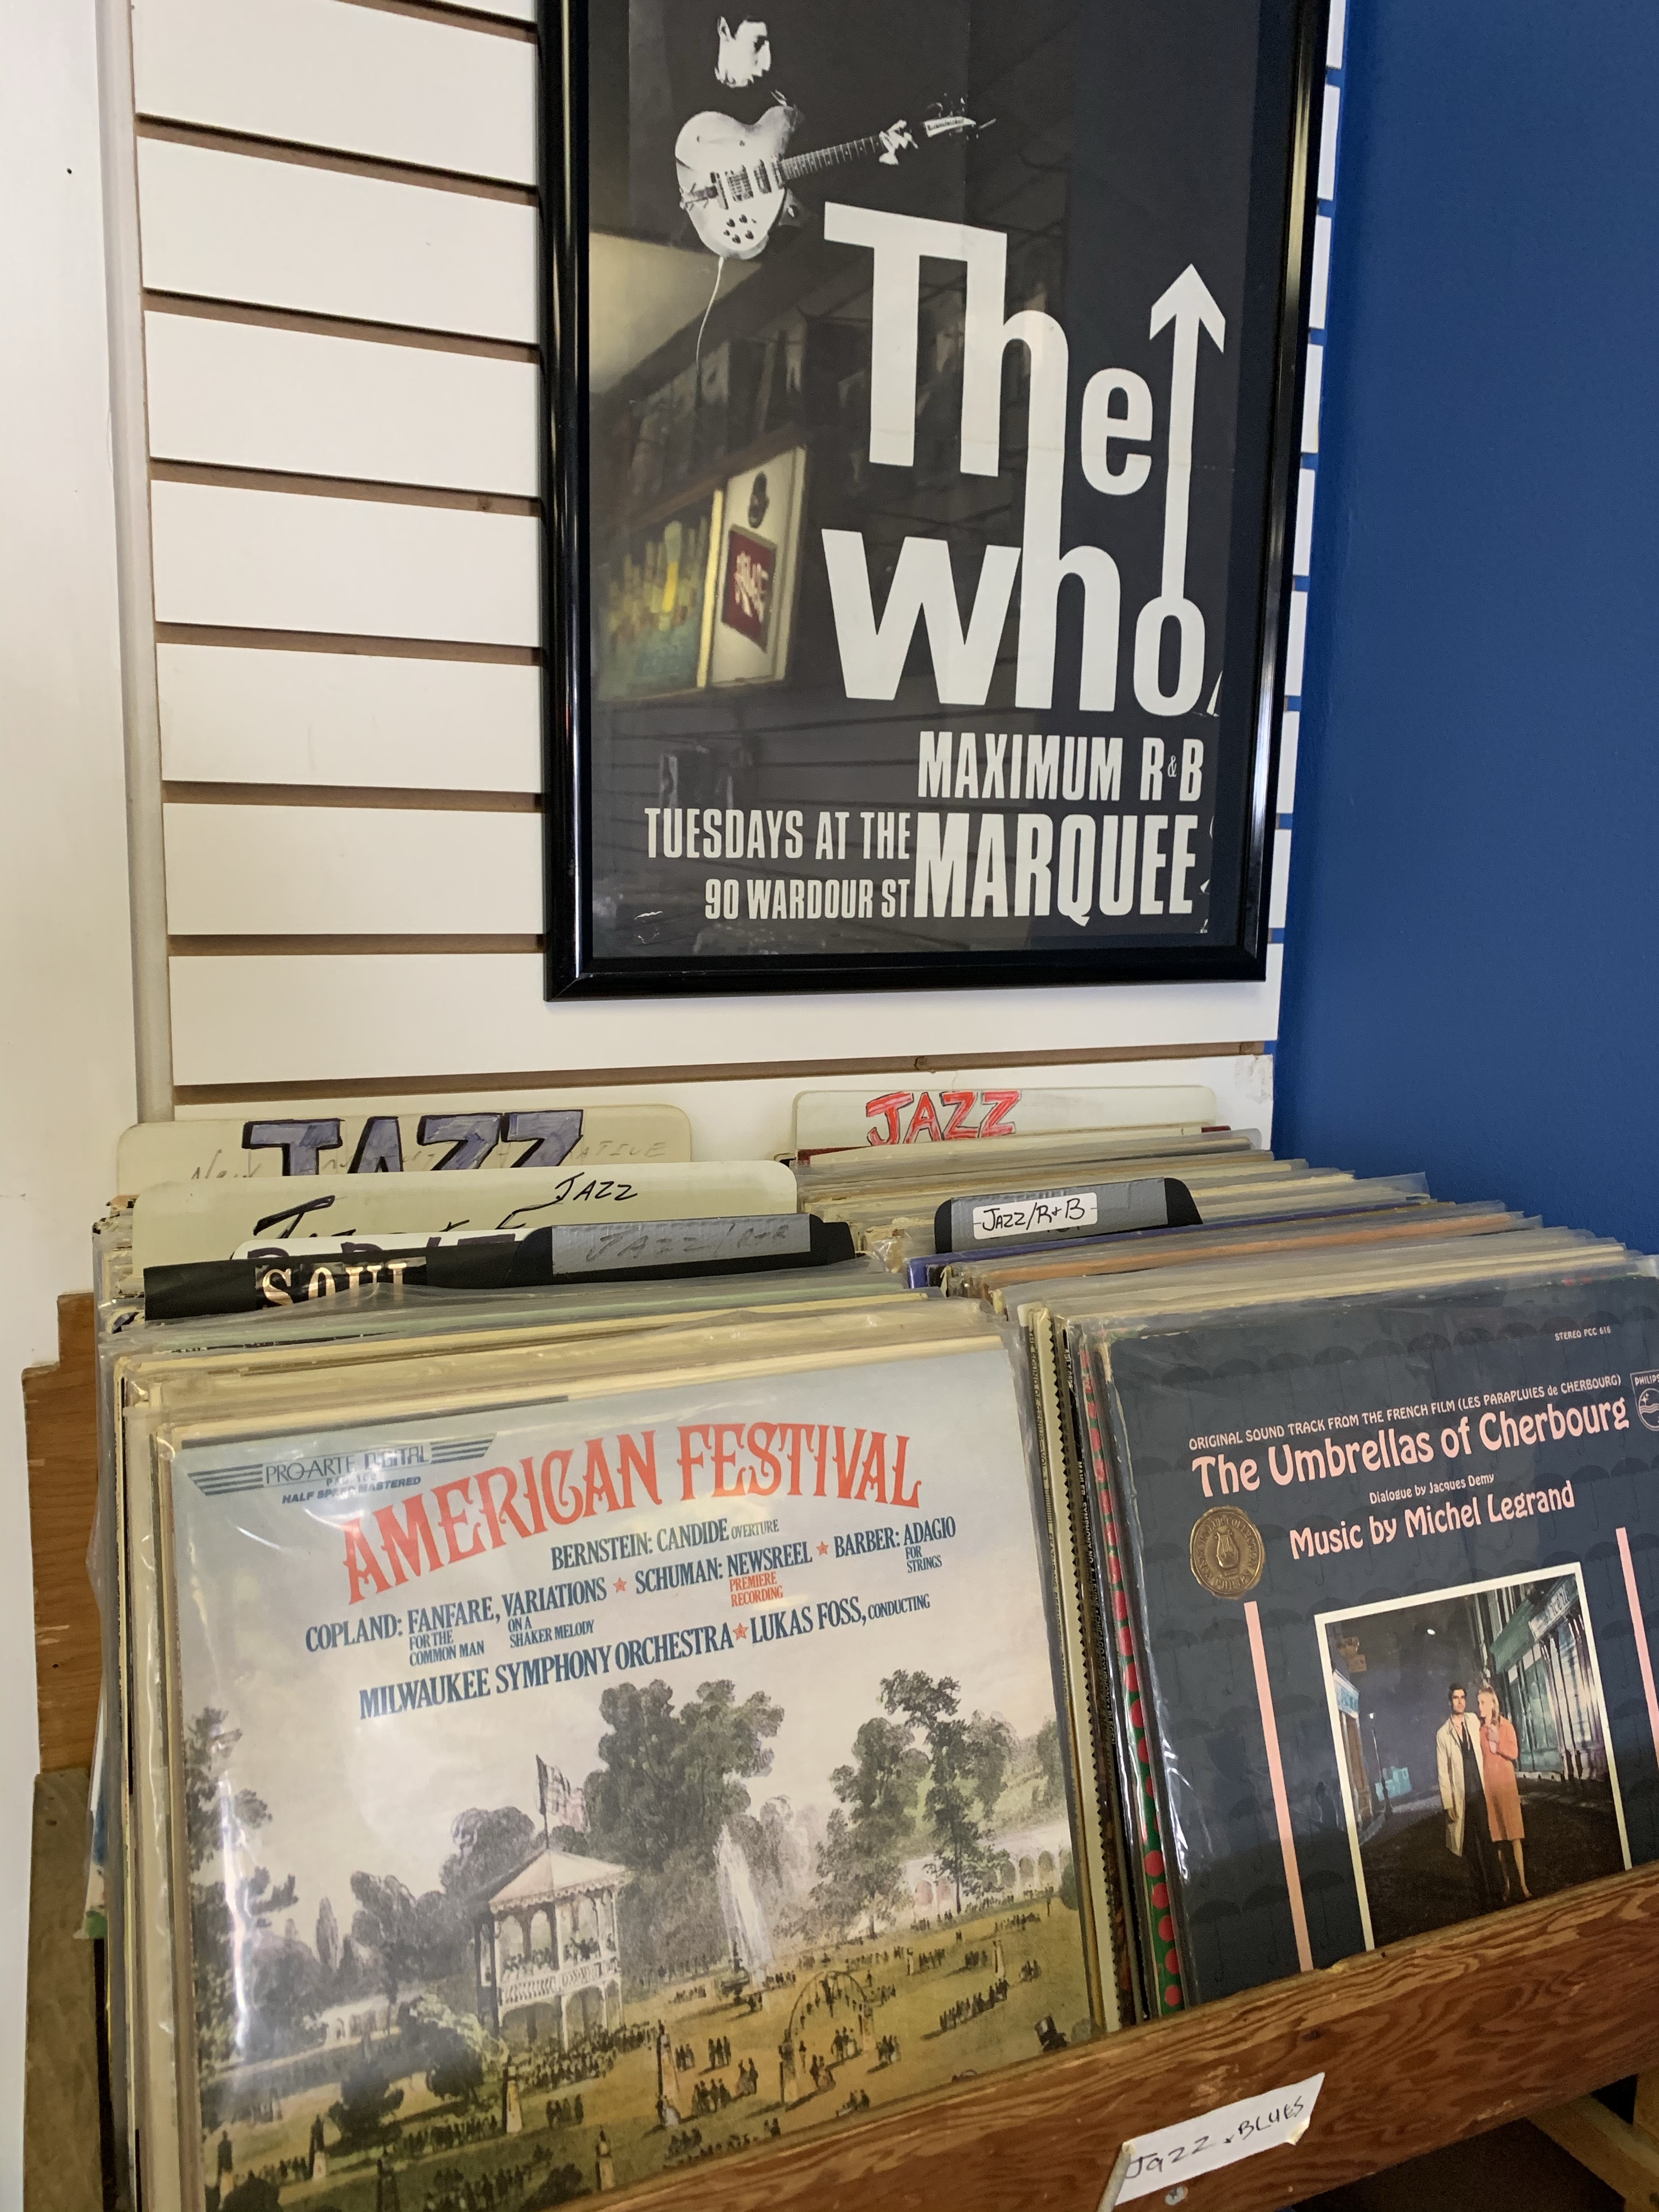 The
who
MAXIMUM R&B
TUESDAYS AT THE
MARQUEE
90 WARDOUR ST
JAZZ
JAZZ
JAZZ
JAZZ/R+B
JAZZ/R+B
SOUL
PRO-ARTE DIGITAL
HALF SPEED MASTERED
AMERICAN FESTIVAL
BERNSTEIN: CANDIDE OVERTURE
COPLAND: FANFARE, VARIATIONS ★ SCHUMAN: NEWSREEL ★ BARBER: ADAGIO
FOR THE
COMMON MAN
ON A
SHAKER MELODY
PREMIERE
RECORDING
FOR
STRINGS
MILWAUKEE SYMPHONY ORCHESTRA ★ LUKAS FOSS, CONDUCTING
STEREO PCC 616
PHILIPS
ORIGINAL SOUND TRACK FROM THE FRENCH FILM (LES PARAPLUIES de CHERBOURG)
The Umbrellas of Cherbourg
Dialogue by Jacques Demy
Music by Michel Legrand
JAZZ & BLUES